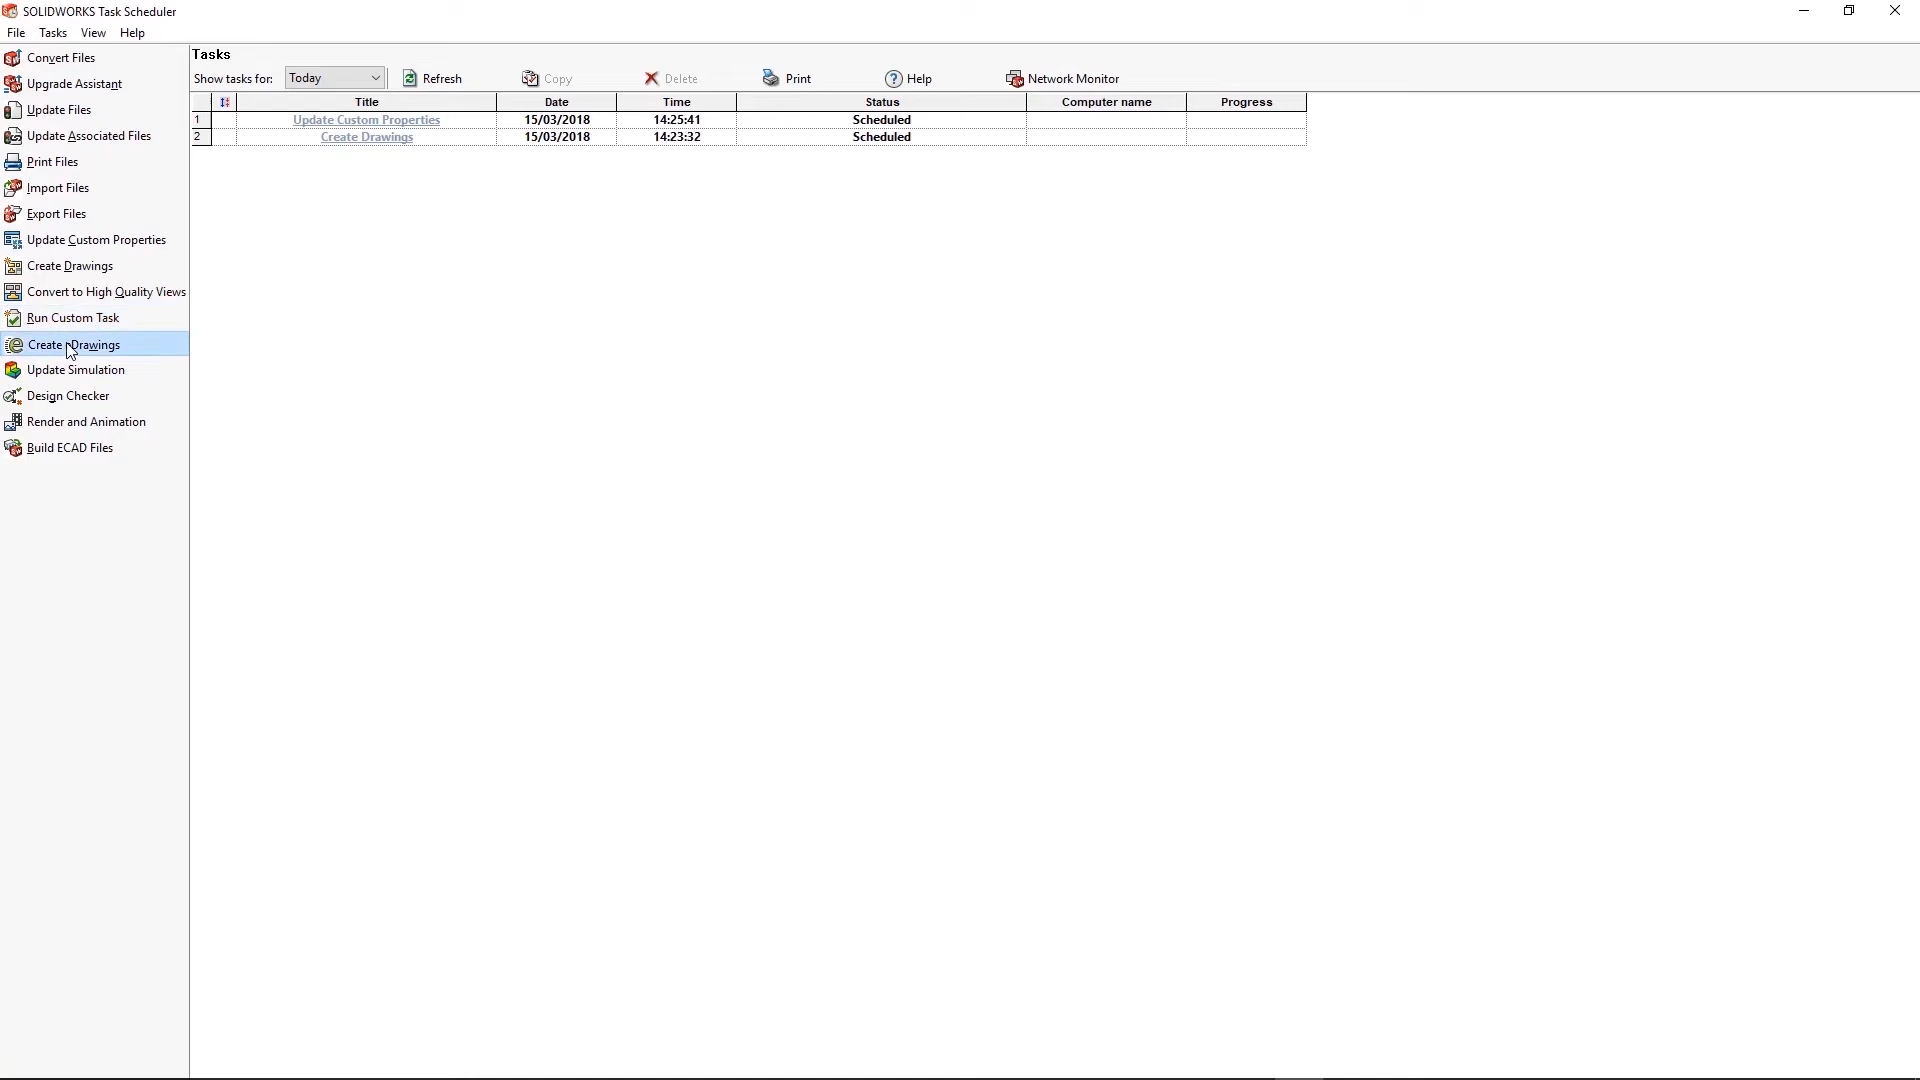 SOLIDWORKS Task Scheduler
File Tasks View Help
Convert Files
Upgrade Assistant
Update Files
Update Associated Files
Print Files
Import Files
Export Files
Update Custom Properties
Create Drawings
Convert to High Quality Views
Run Custom Task
Create Drawings
Update Simulation
Design Checker
Render and Animation
Build ECAD Files
Tasks
Show tasks for: Today Refresh Copy Delete Print Help Network Monitor
Title Date Time Status Computer name Progress
1 Update Custom Properties 15/03/2018 14:25:41 Scheduled
2 Create Drawings 15/03/2018 14:23:32 Scheduled